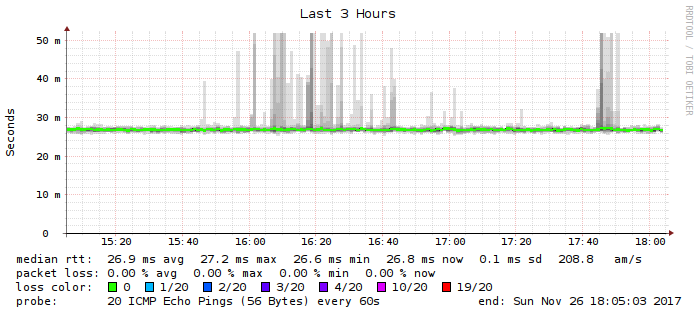 Last 3 Hours
RRDTOOL / TOBI OETIKER
Seconds
50 m
40 m
30 m
20 m
10 m
0
15:20 15:40 16:00 16:20 16:40 17:00 17:20 17:40 18:00
median rtt: 26.9 ms avg 27.2 ms max 26.6 ms min 26.8 ms now 0.1 ms sd 208.8 am/s
packet loss: 0.00 % avg 0.00 % max 0.00 % min 0.00 % now
loss color: 0 1/20 2/20 3/20 4/20 10/20 19/20
probe: 20 ICMP Echo Pings (56 Bytes) every 60s end: Sun Nov 26 18:05:03 2017